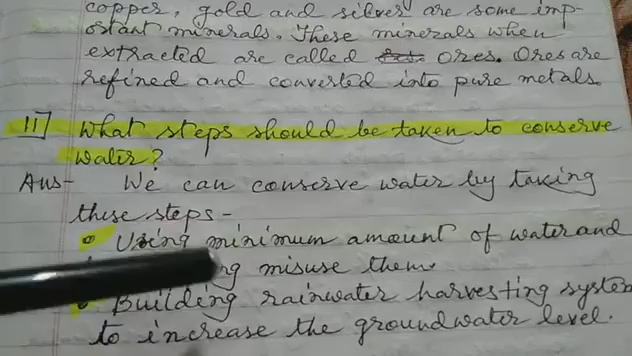 copper, gold and silver are some imp-
ortant minerals. These minerals when
extracted are called ores. Ores are
refined and converted into pure metals.
11] What steps should be taken to conserve
water?
Ans- We can conserve water by taking
these steps -
Using minimum amount of water and
misuse them.
Building rainwater harvesting system
to increase the groundwater level.